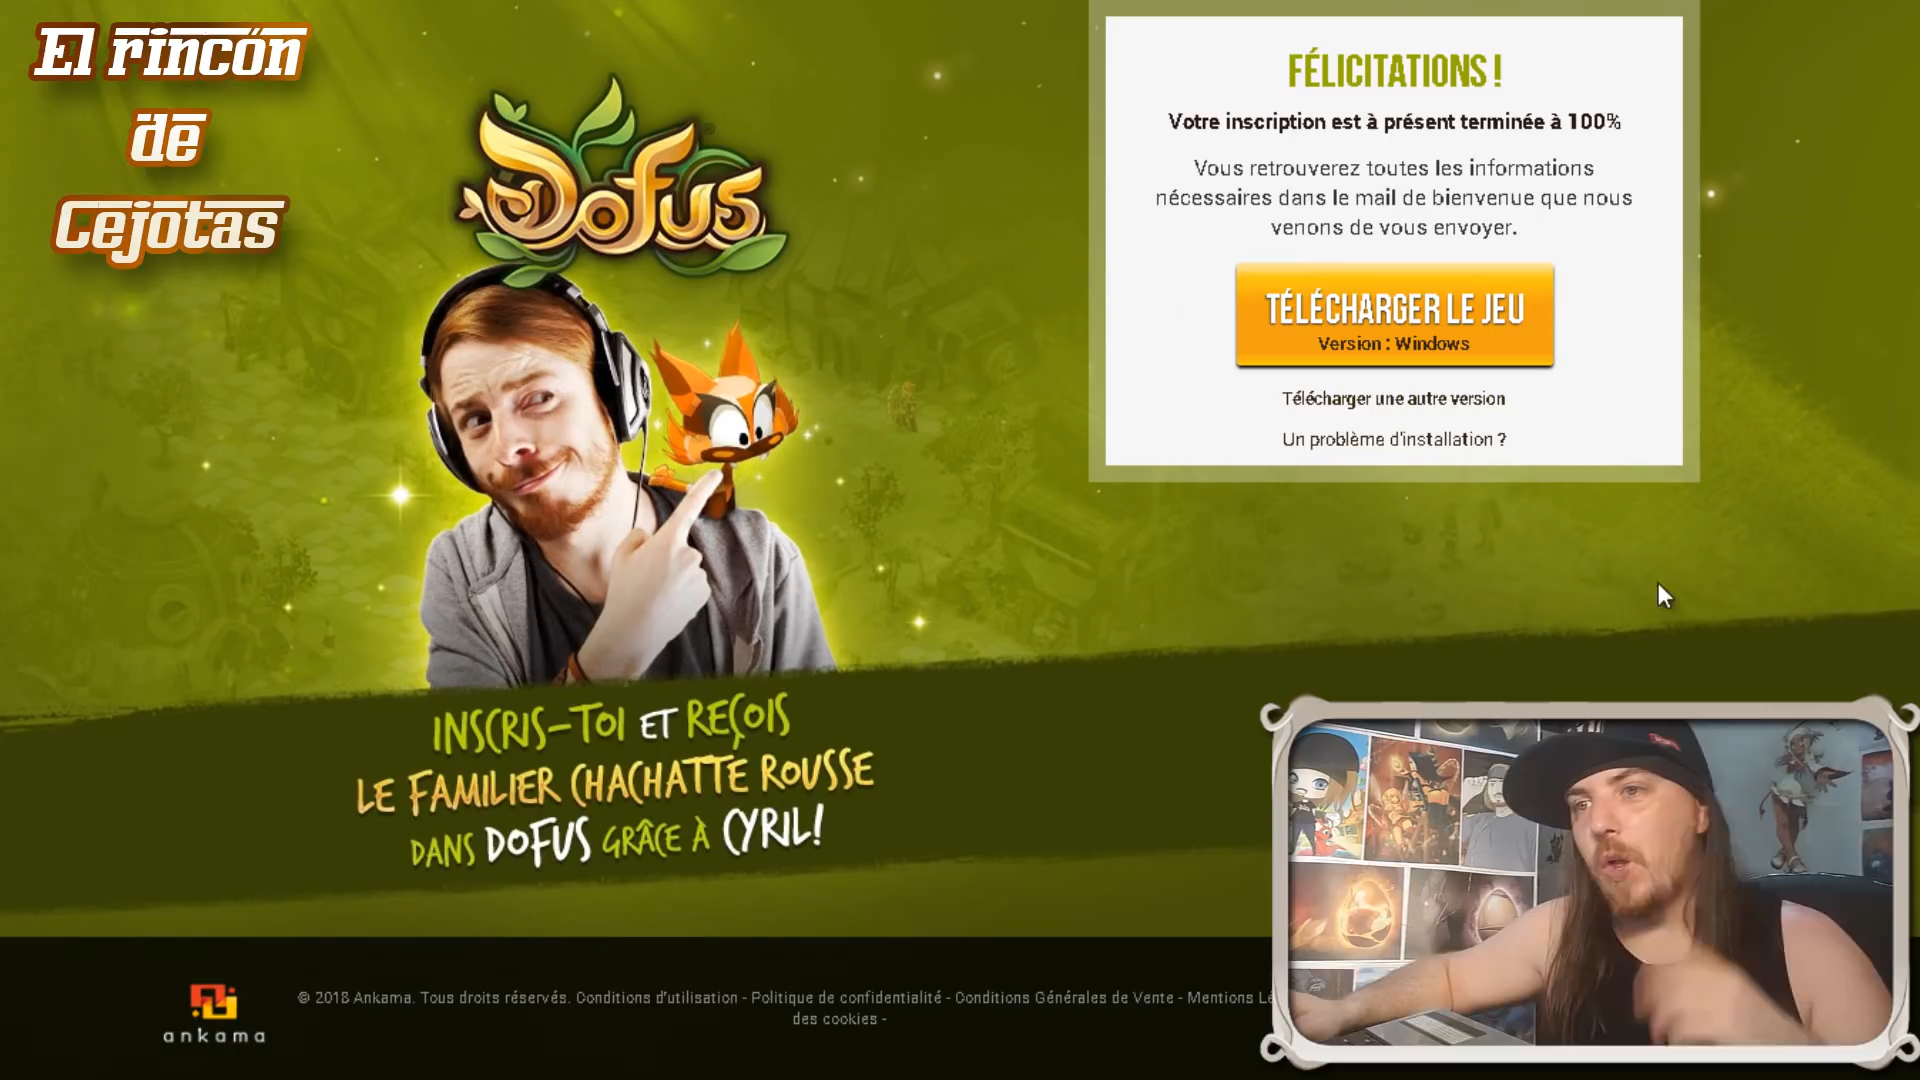 El rincón
de
Cejotas
DOFUS
FÉLICITATIONS !
Votre inscription est à présent terminée à 100%
Vous retrouverez toutes les informations
nécessaires dans le mail de bienvenue que nous
venons de vous envoyer.
TÉLÉCHARGER LE JEU
Version : Windows
Télécharger une autre version
Un problème d'installation ?
INSCRIS-TOI ET REÇOIS
LE FAMILIER CHACHATTE ROUSSE
DANS DOFUS GRÂCE À CYRIL!
ankama
© 2018 Ankama. Tous droits réservés. Conditions d'utilisation - Politique de confidentialité - Conditions Générales de Vente - Mentions Lé
des cookies -